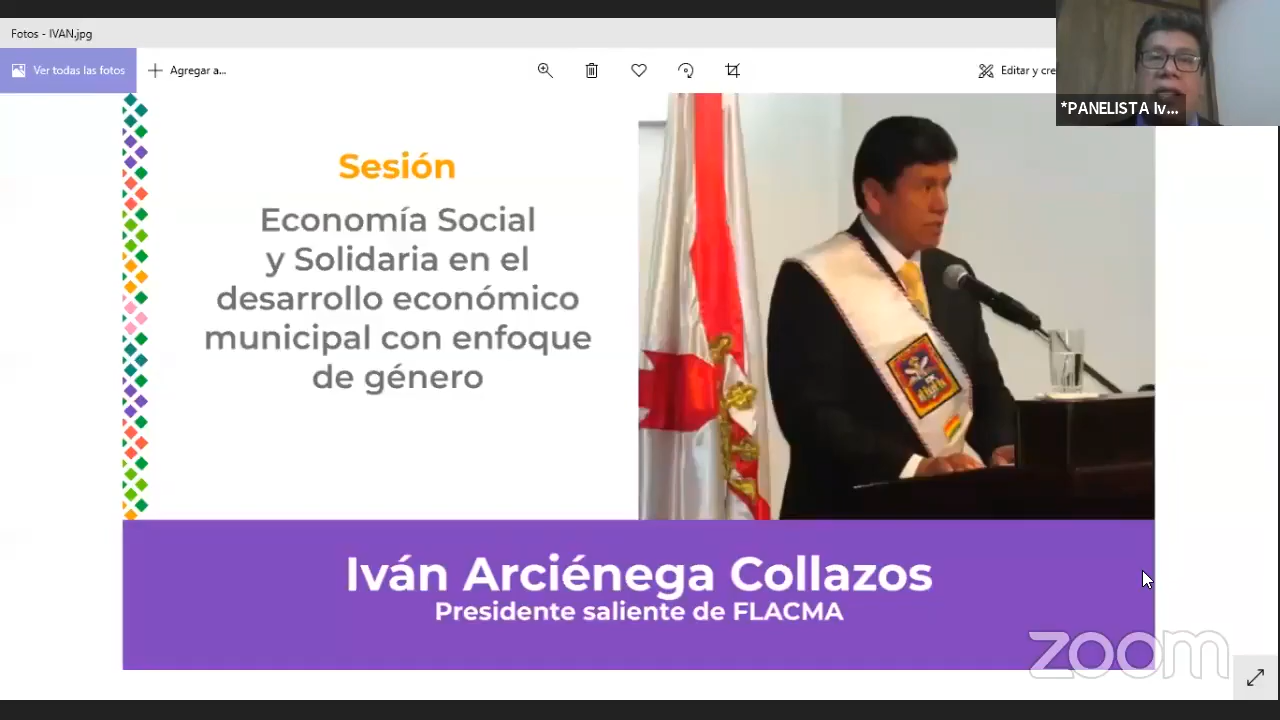 Fotos - IVAN.jpg
Ver todas las fotos
Agregar a...
Editar y cre
*PANELISTA Iv...
Sesión
Economía Social
y Solidaria en el
desarrollo económico
municipal con enfoque
de género
Iván Arciénega Collazos
Presidente saliente de FLACMA
zoom